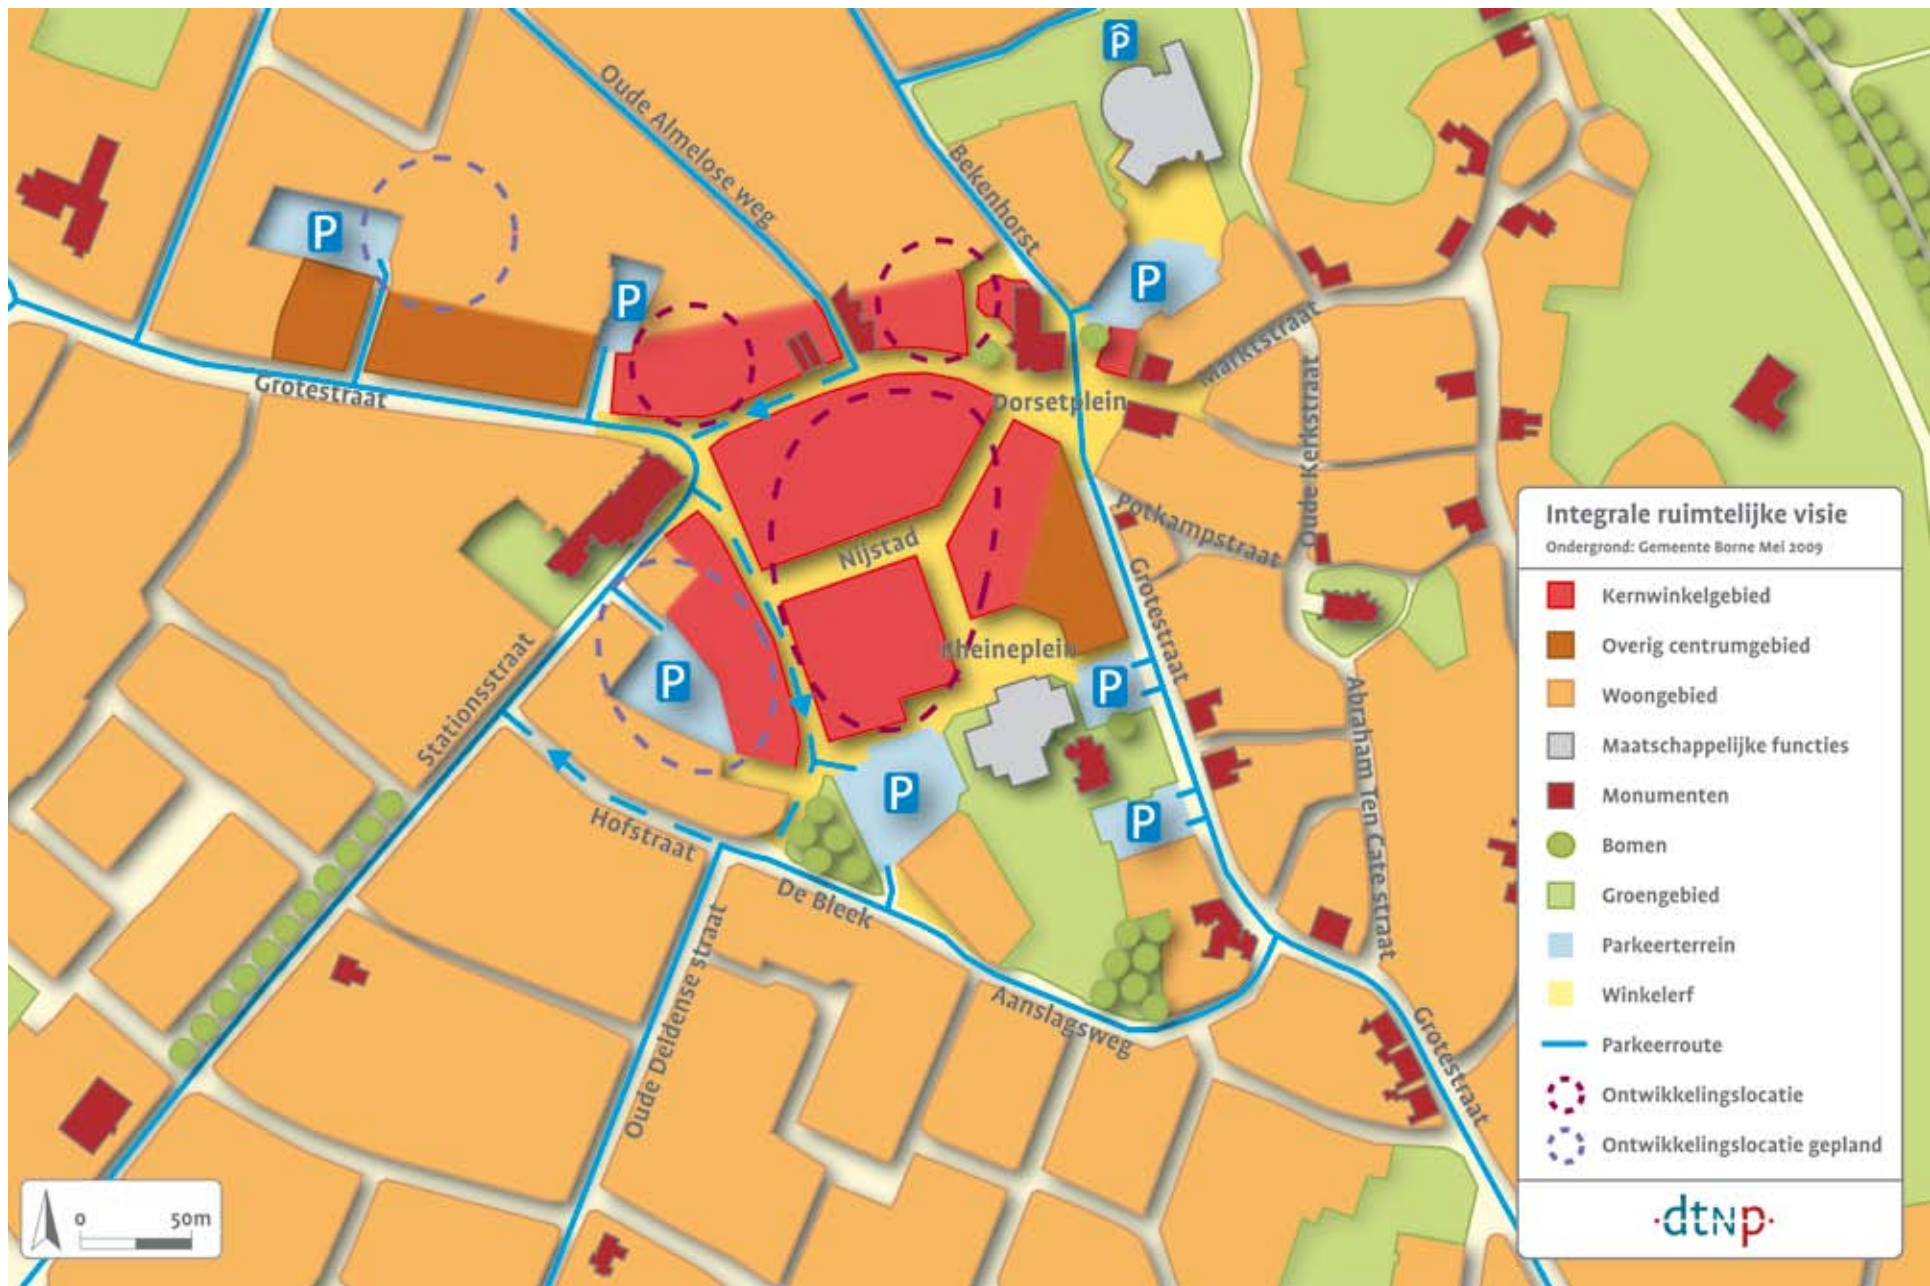 P̂
Oude Almelose weg
Bekenhorst
P
P
P
Marktstraat
Grotestraat
Dorsetplein
Oude Kerkstraat
Potkampstraat
Nijstad
Grotestraat
Rheineplein
P
P
Stationsstraat
Abraham Ten Cate straat
P
P
Hofstraat
De Bleek
Oude Deldense straat
Aanslagsweg
Grotestraat
0 50m
Integrale ruimtelijke visie
Ondergrond: Gemeente Borne Mei 2009
Kernwinkelgebied
Overig centrumgebied
Woongebied
Maatschappelijke functies
Monumenten
Bomen
Groengebied
Parkeerterrein
Winkelerf
Parkeerroute
Ontwikkelingslocatie
Ontwikkelingslocatie gepland
·dtnp·